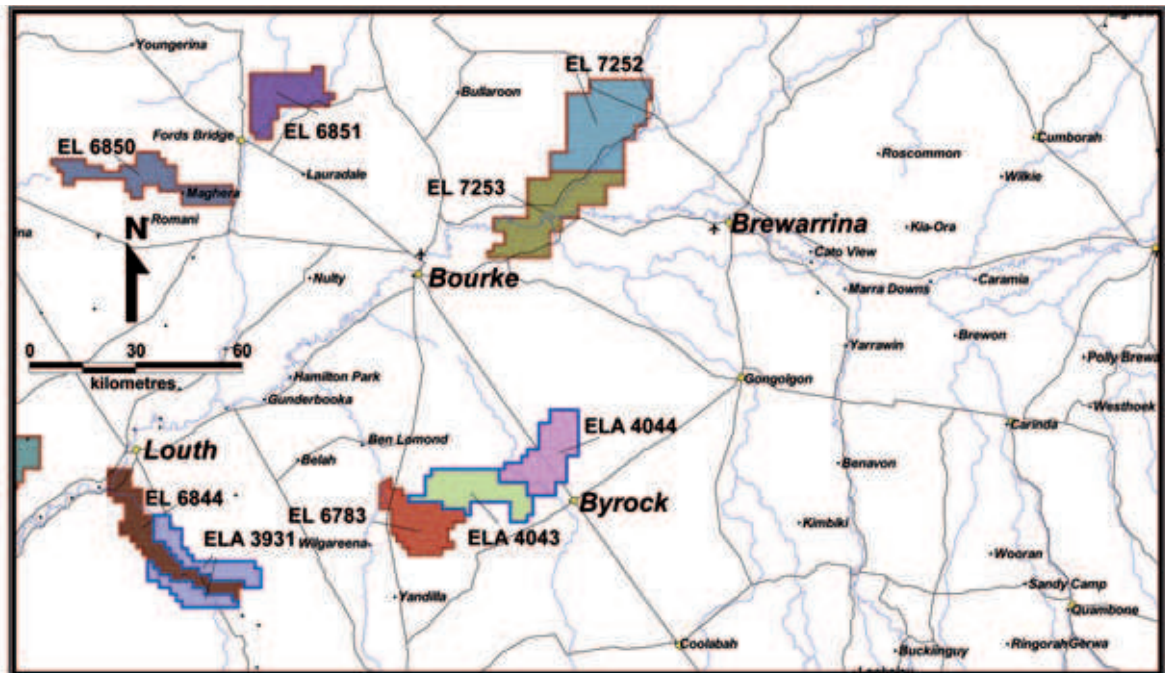 Youngerina
EL 7252
Bullaroon
EL 6851
Fords Bridge
Cumborah
EL 6850
Roscommon
Lauradale
Wilkie
EL 7253
Maghera
Romani
N
Brewarrina
Kia-Ora
na
Cato View
Bourke
Nulty
Caramia
Marra Downs
Brewon
Yarrawin
0 30 60
kilometres
Polly Brewa
Hamilton Park
Gongolgon
Gunderbooka
Westhoek
ELA 4044
Carinda
Ben Lomond
Louth
Belah
Benavon
EL 6844
Byrock
EL 6783
Kimbiki
ELA 3931
ELA 4043
Wilgareena
Wooran
Sandy Camp
Yandilla
Quambone
Coolabah
Ringorah
Gerwa
Buckiinguy